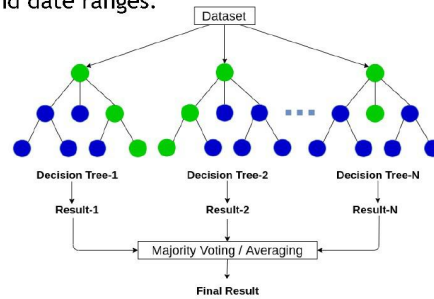 nd date ranges.
Dataset
Decision Tree-1 Decision Tree-2 Decision Tree-N
Result-1 Result-2 Result-N
Majority Voting / Averaging
Final Result